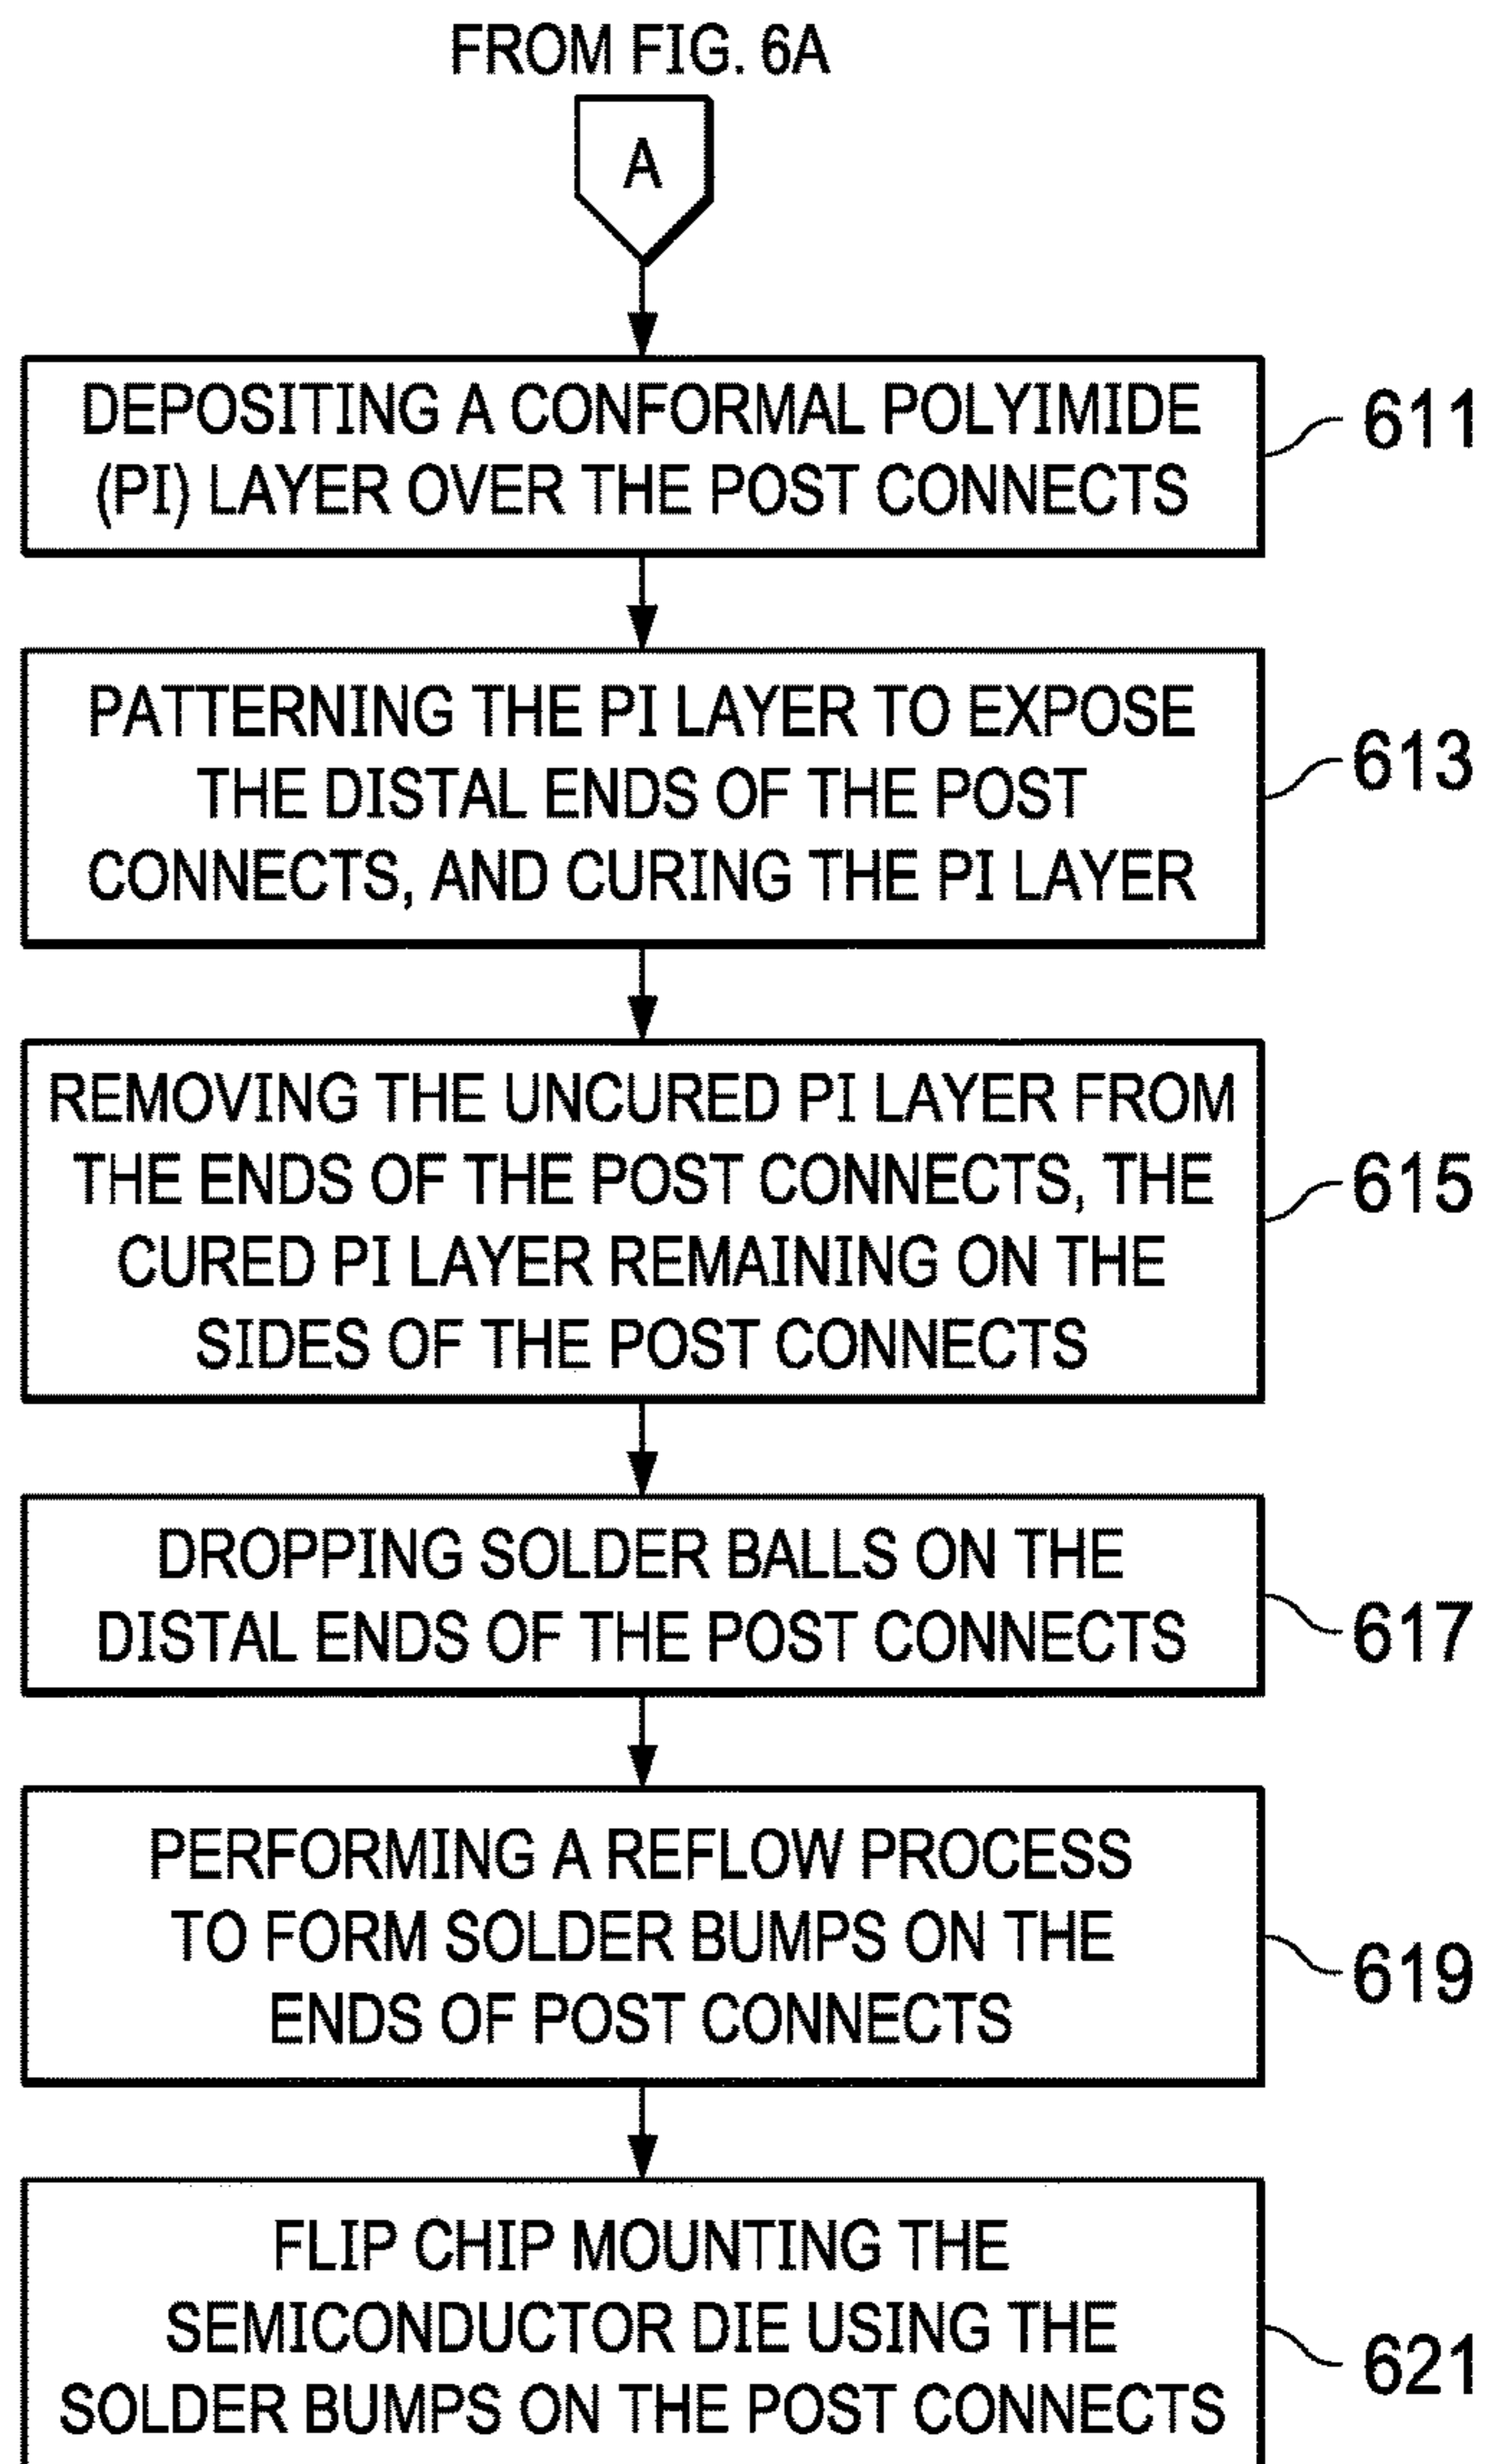 FROM FIG. 6A
A
DEPOSITING A CONFORMAL POLYIMIDE
(PI) LAYER OVER THE POST CONNECTS
611
PATTERNING THE PI LAYER TO EXPOSE
THE DISTAL ENDS OF THE POST
CONNECTS, AND CURING THE PI LAYER
613
REMOVING THE UNCURED PI LAYER FROM
THE ENDS OF THE POST CONNECTS, THE
CURED PI LAYER REMAINING ON THE
SIDES OF THE POST CONNECTS
615
DROPPING SOLDER BALLS ON THE
DISTAL ENDS OF THE POST CONNECTS
617
PERFORMING A REFLOW PROCESS
TO FORM SOLDER BUMPS ON THE
ENDS OF POST CONNECTS
619
FLIP CHIP MOUNTING THE
SEMICONDUCTOR DIE USING THE
SOLDER BUMPS ON THE POST CONNECTS
621